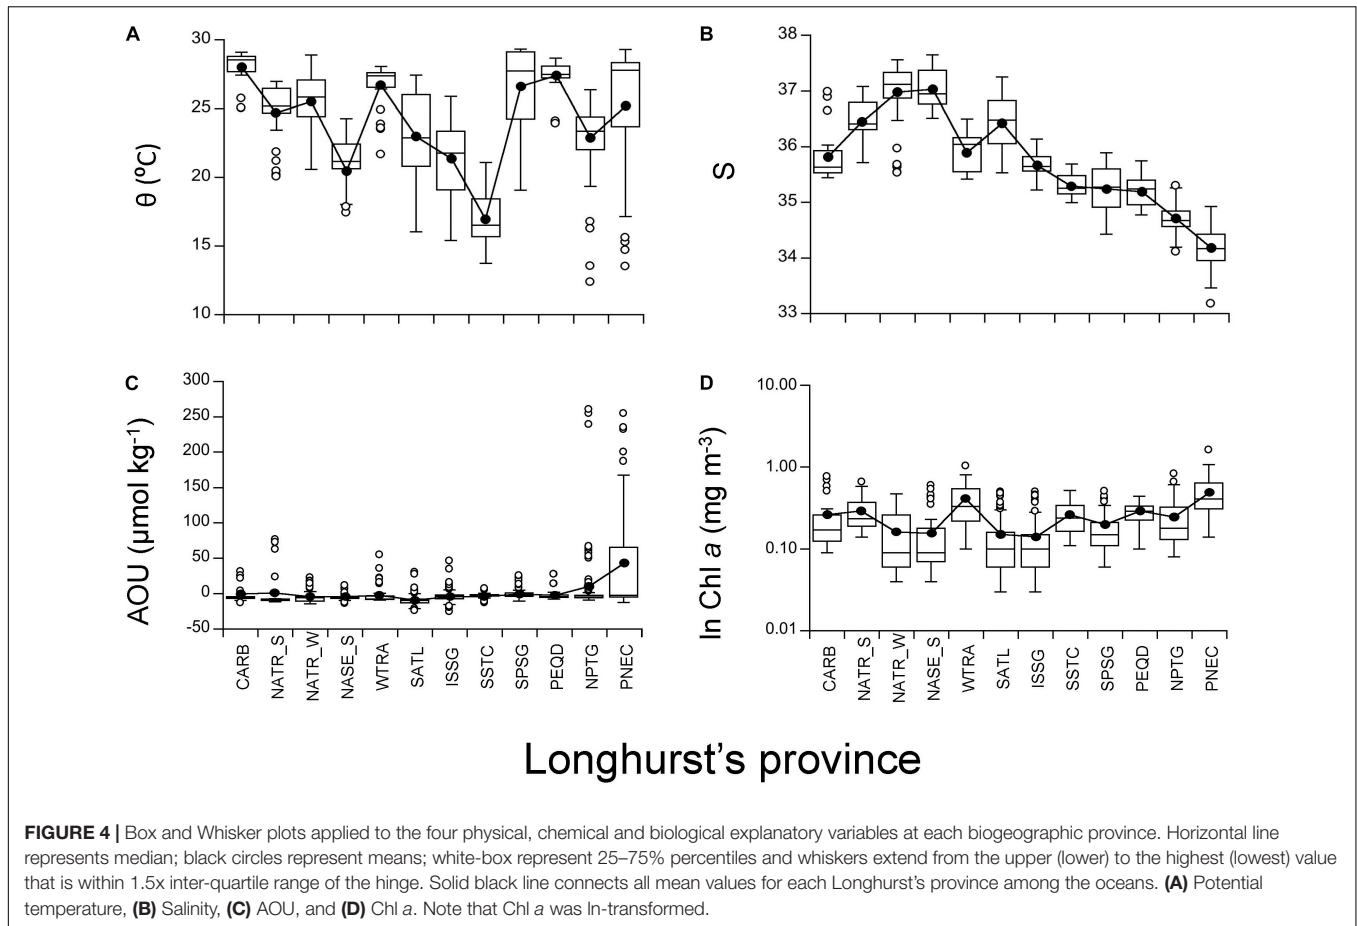 A
30
25
20
15
10
θ (ºC)
B
38
37
36
35
34
33
S
C
300
250
200
150
100
50
0
-50
AOU (µmol kg-1)
CARB
NATR_S
NATR_W
NASE_S
WTRA
SATL
ISSG
SSTC
SPSG
PEQD
NPTG
PNEC
D
10.00
1.00
0.10
0.01
ln Chl a (mg m-3)
CARB
NATR_S
NATR_W
NASE_S
WTRA
SATL
ISSG
SSTC
SPSG
PEQD
NPTG
PNEC
Longhurst's province
FIGURE 4 | Box and Whisker plots applied to the four physical, chemical and biological explanatory variables at each biogeographic province. Horizontal line
represents median; black circles represent means; white-box represent 25–75% percentiles and whiskers extend from the upper (lower) to the highest (lowest) value
that is within 1.5x inter-quartile range of the hinge. Solid black line connects all mean values for each Longhurst's province among the oceans. (A) Potential
temperature, (B) Salinity, (C) AOU, and (D) Chl a. Note that Chl a was ln-transformed.